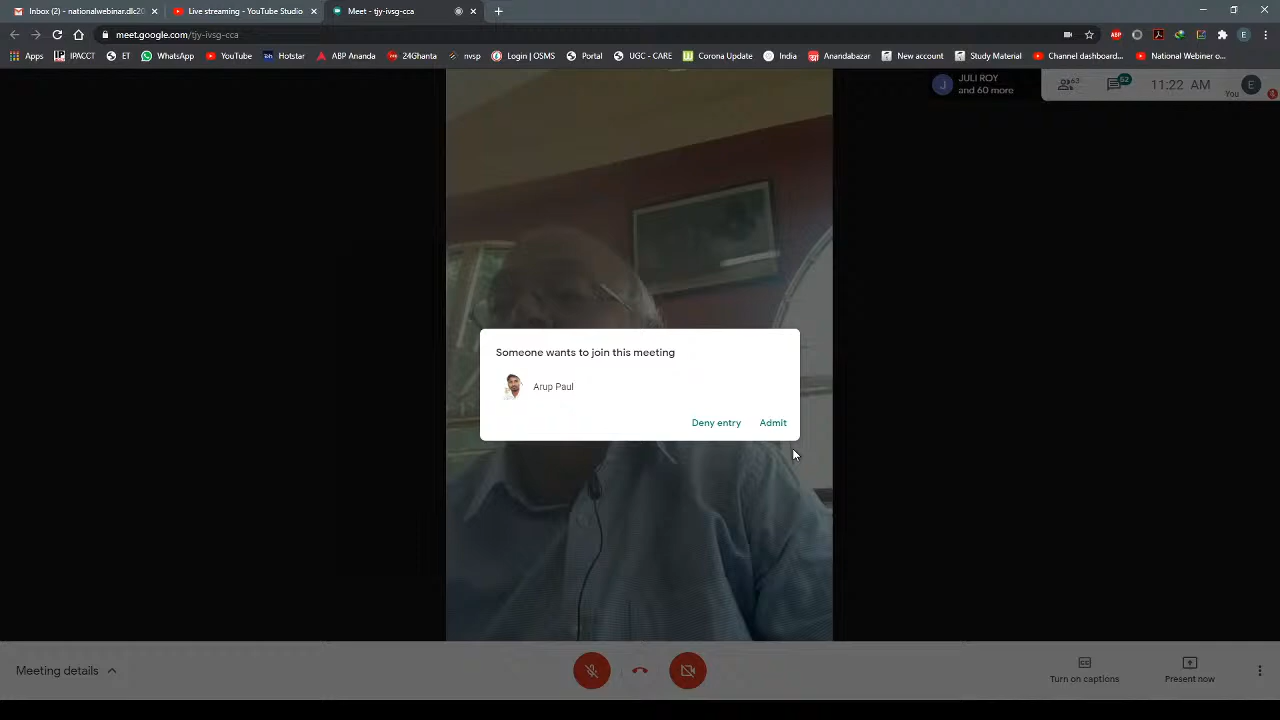 Inbox (0) - nationalwebinar.dlc20
Live streaming - YouTube Studio
Meet - tjy-ivsg-cca
meet.google.com/tjy-ivsg-cca
Apps IPACCT ET WhatsApp YouTube Hotstar ABP Ananda 24Ghanta nvsp Login | OSMS Portal UGC - CARE Corona Update India Anandabazar New account Study Material Channel dashboard... National Webiner o...
JULI ROY
and 60 more
63
52
11:22 AM
You
E
Someone wants to join this meeting
Arup Paul
Deny entry Admit
Meeting details
Turn on captions
Present now